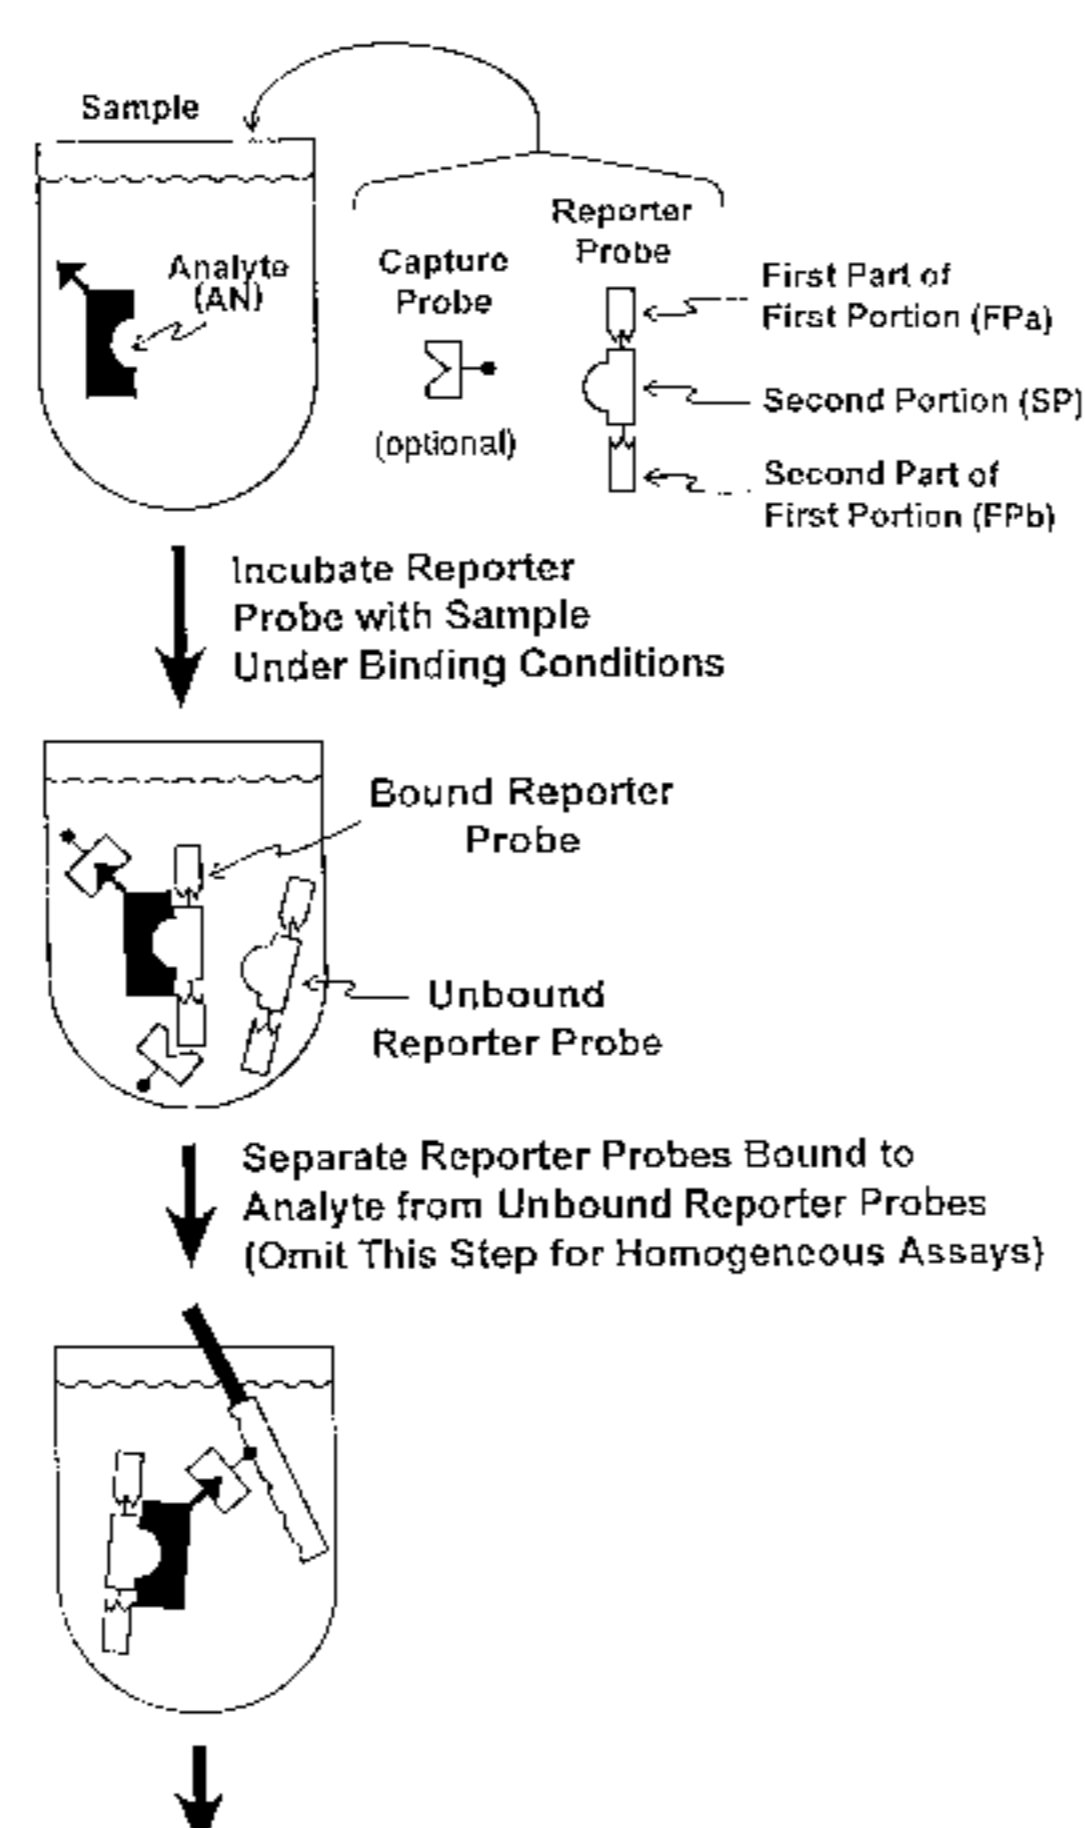 Sample
Analyte
(AN)
Capture
Probe
(optional)
Reporter
Probe
First Part of
First Portion (FPa)
Second Portion (SP)
Second Part of
First Portion (FPb)
Incubate Reporter
Probe with Sample
Under Binding Conditions
Bound Reporter
Probe
Unbound
Reporter Probe
Separate Reporter Probes Bound to
Analyte from Unbound Reporter Probes
(Omit This Step for Homogeneous Assays)